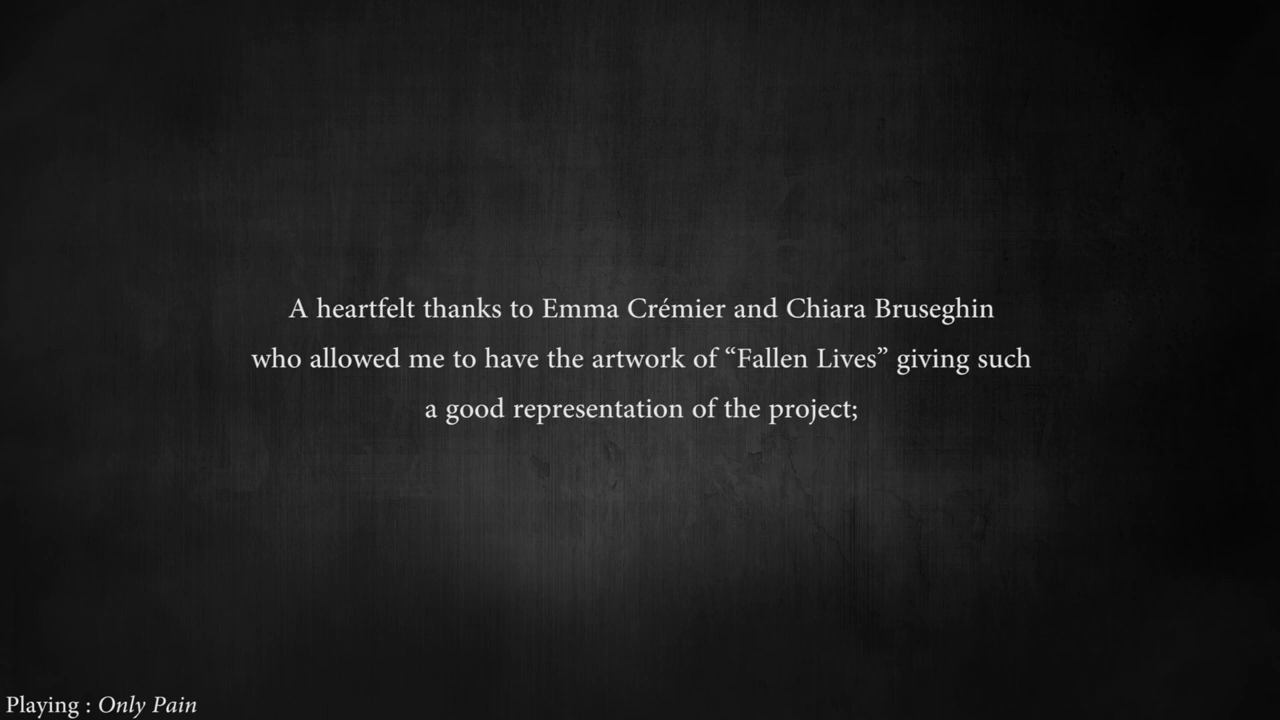 A heartfelt thanks to Emma Crémier and Chiara Bruseghin
who allowed me to have the artwork of “Fallen Lives” giving such
a good representation of the project;
Playing : Only Pain